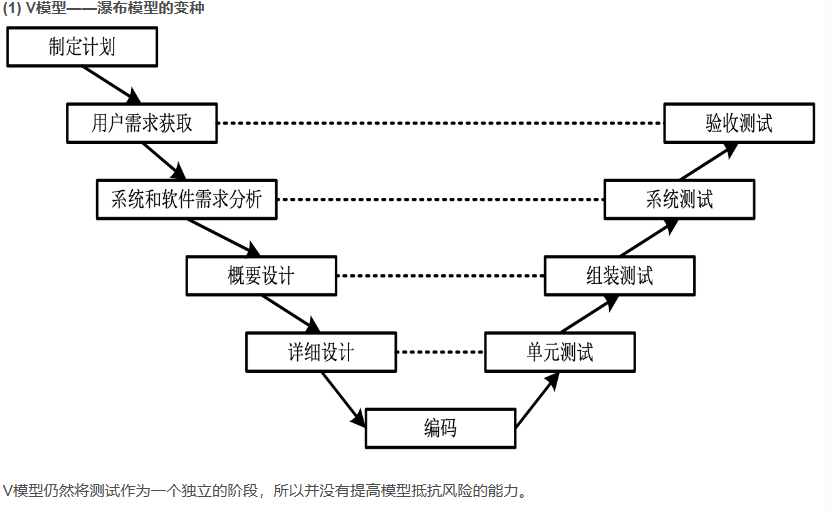 (1) V模型——瀑布模型的变种
制定计划
用户需求获取
验收测试
系统和软件需求分析
系统测试
概要设计
组装测试
详细设计
单元测试
编码
V模型仍然将测试作为一个独立的阶段，所以并没有提高模型抵抗风险的能力。